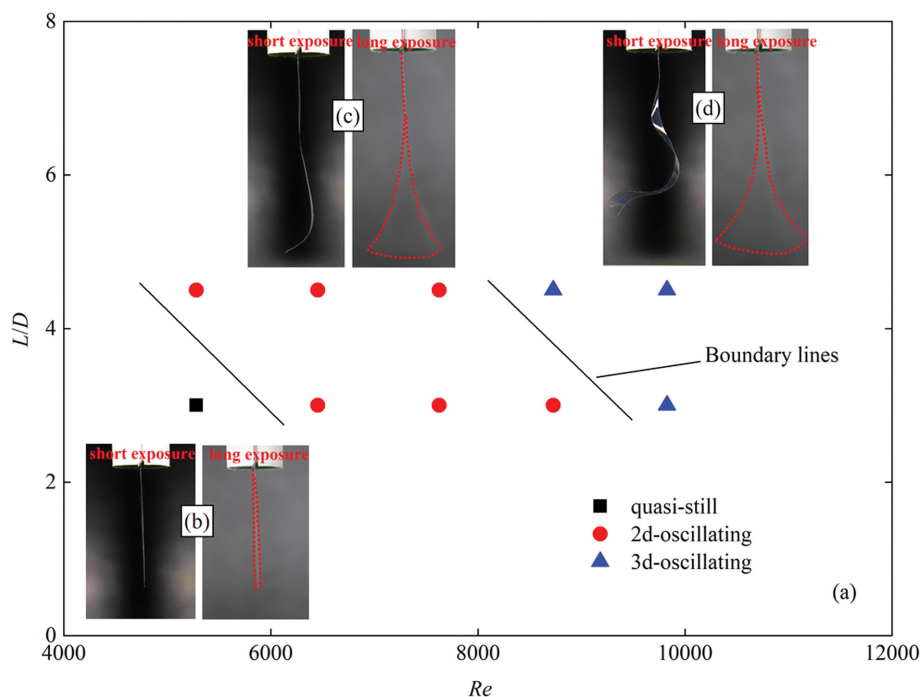 8
6
4
2
0
L/D
short exposure
long exposure
(c)
short exposure
long exposure
(d)
Boundary lines
short exposure
long exposure
(b)
quasi-still
2d-oscillating
3d-oscillating
(a)
4000 6000 8000 10000 12000
Re